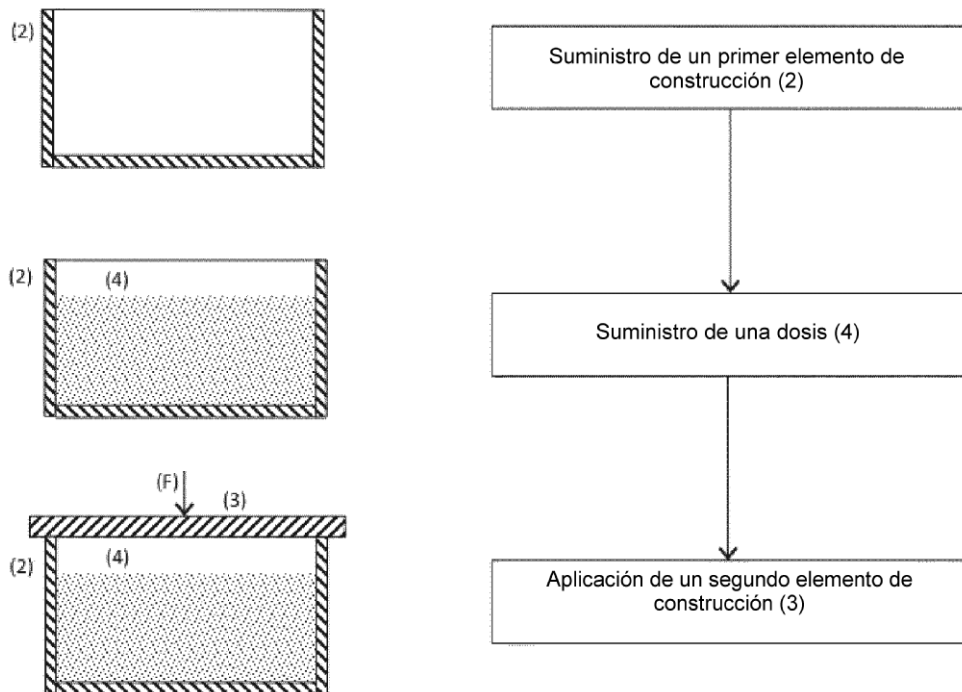 (2)
Suministro de un primer elemento de
construcción (2)
(2)
(4)
Suministro de una dosis (4)
(F)
(3)
(2)
(4)
Aplicación de un segundo elemento de
construcción (3)